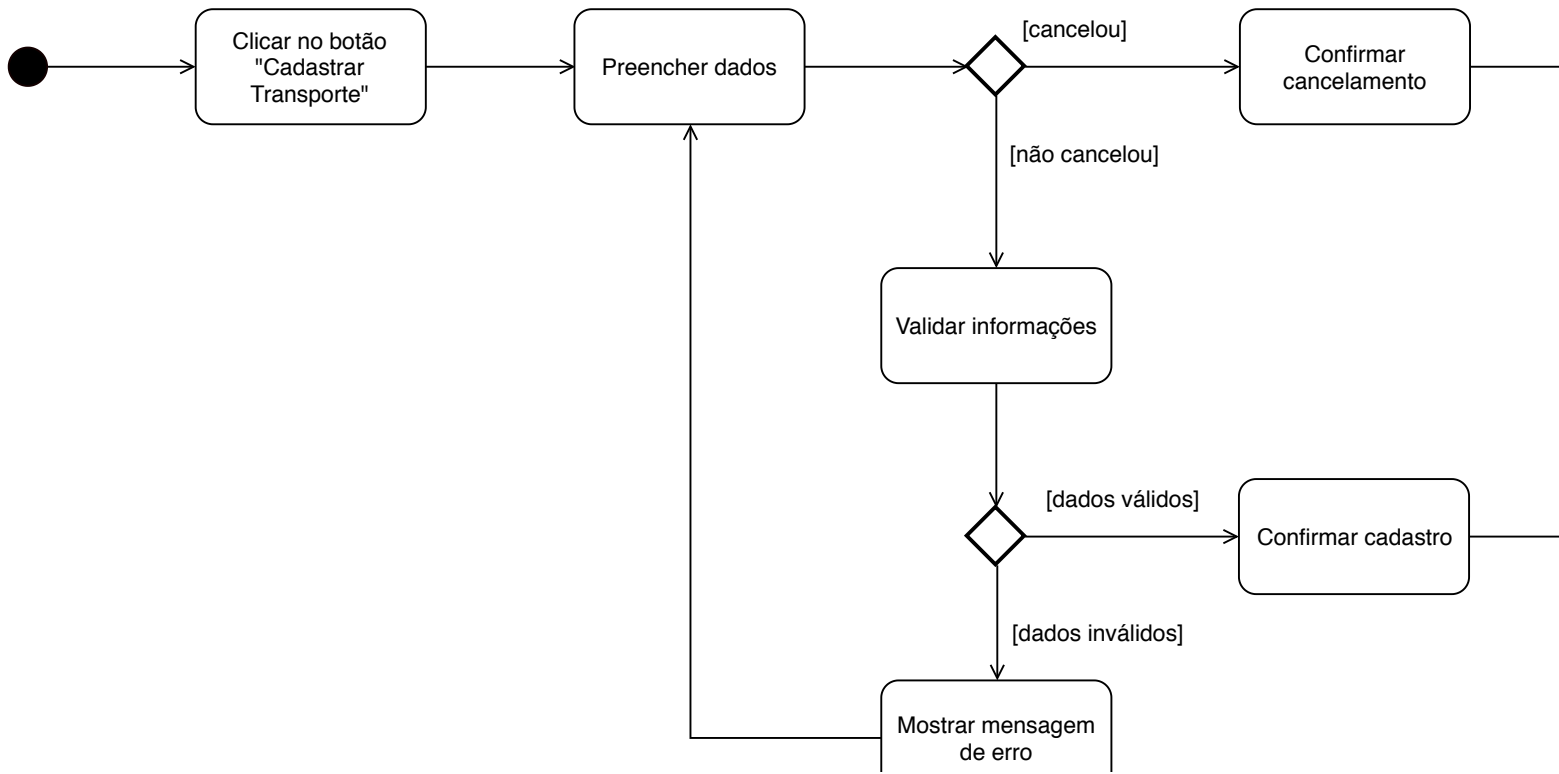 Clicar no botão
"Cadastrar
Transporte"
Preencher dados
[cancelou]
Confirmar
cancelamento
[não cancelou]
Validar informações
[dados válidos]
Confirmar cadastro
[dados inválidos]
Mostrar mensagem
de erro